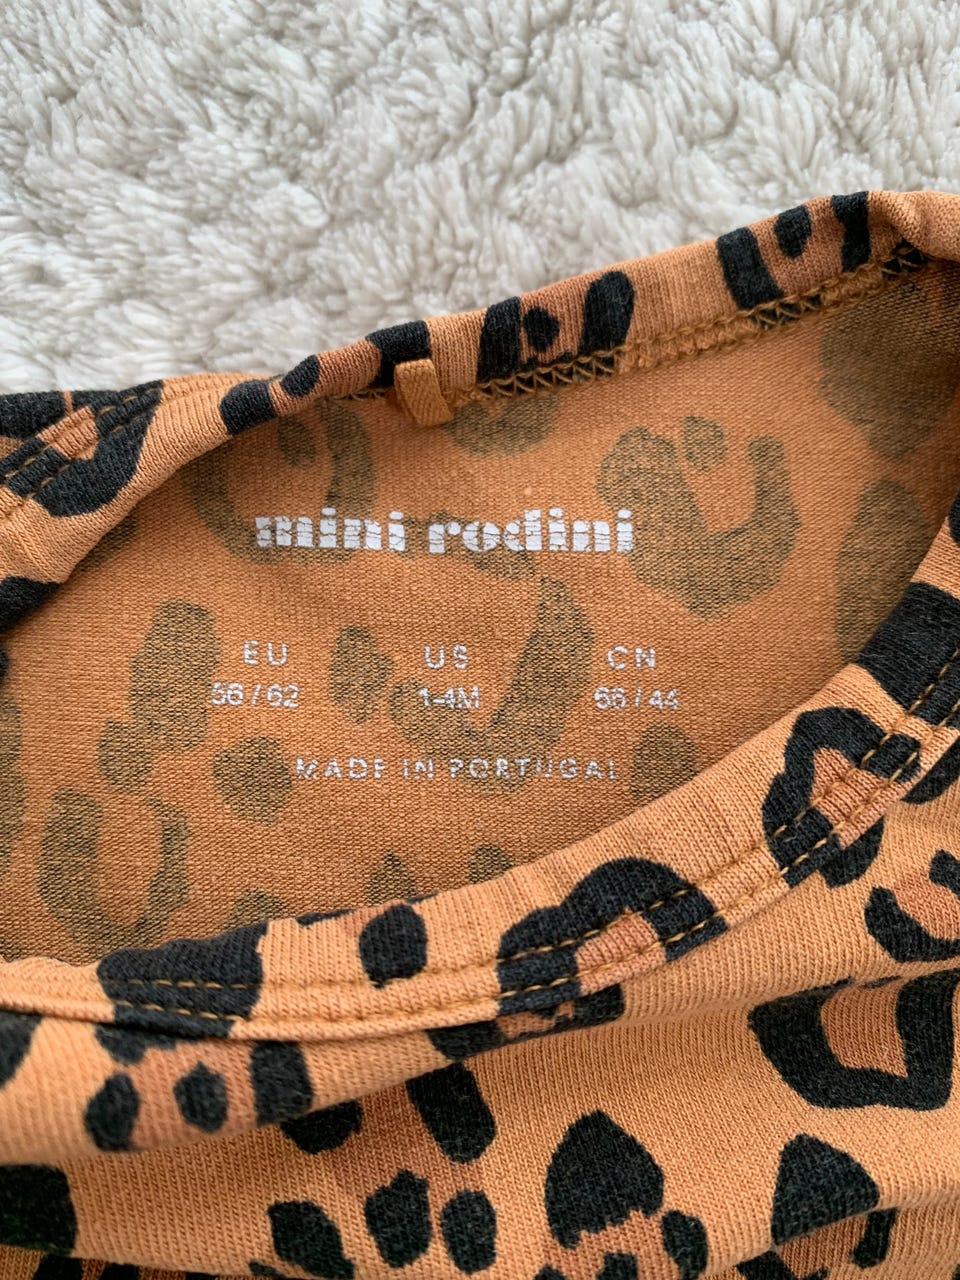 mini rodini
EU US CN
56/62 1-4M 66/44
MADE IN PORTUGAL